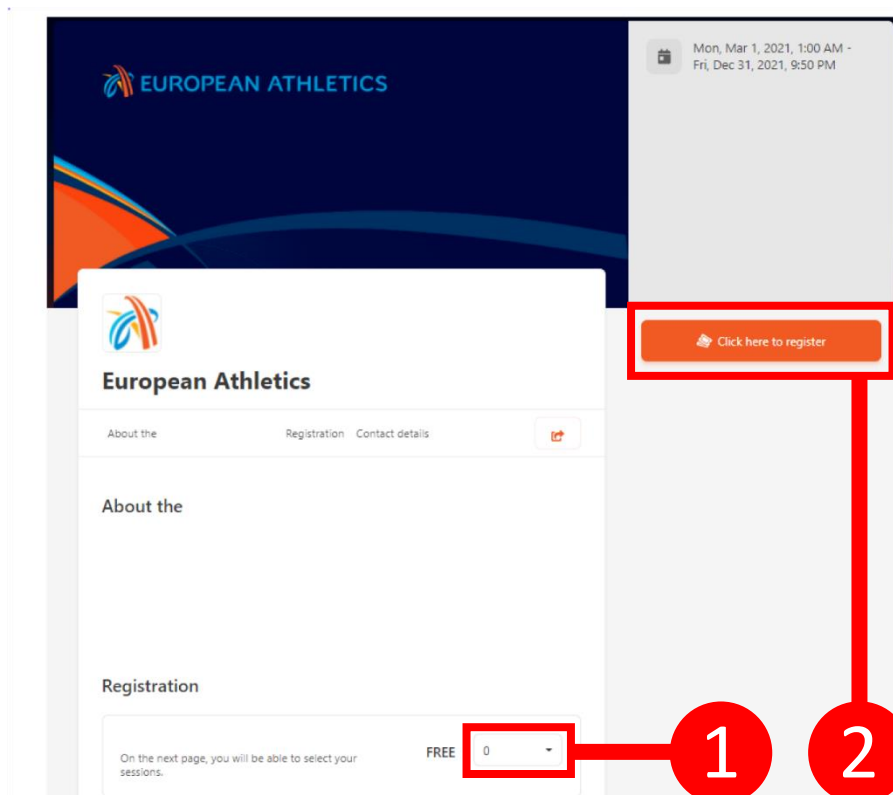 EUROPEAN ATHLETICS
Mon, Mar 1, 2021, 1:00 AM -
Fri, Dec 31, 2021, 9:50 PM
Click here to register
European Athletics
About the
Registration
Contact details
About the
Registration
On the next page, you will be able to select your
sessions.
FREE
0
1
2